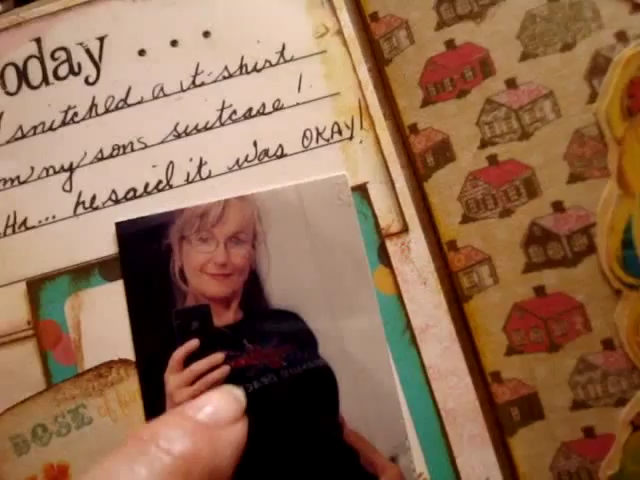 oday...
I snitched a t-shirt
om my sons suitcase!
Ha... he said it was OKAY!
DOSE